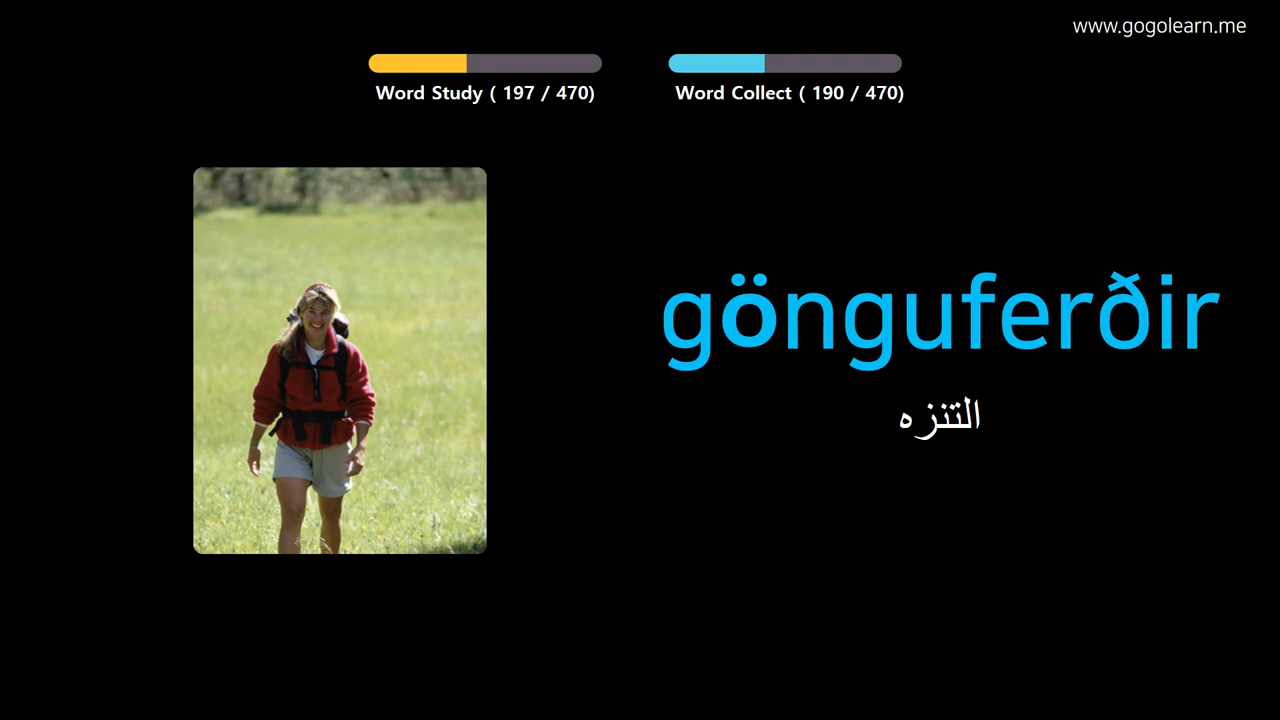 www.gogolearn.me
Word Study ( 197 / 470)
Word Collect ( 190 / 470)
gönguferðir
التنزه